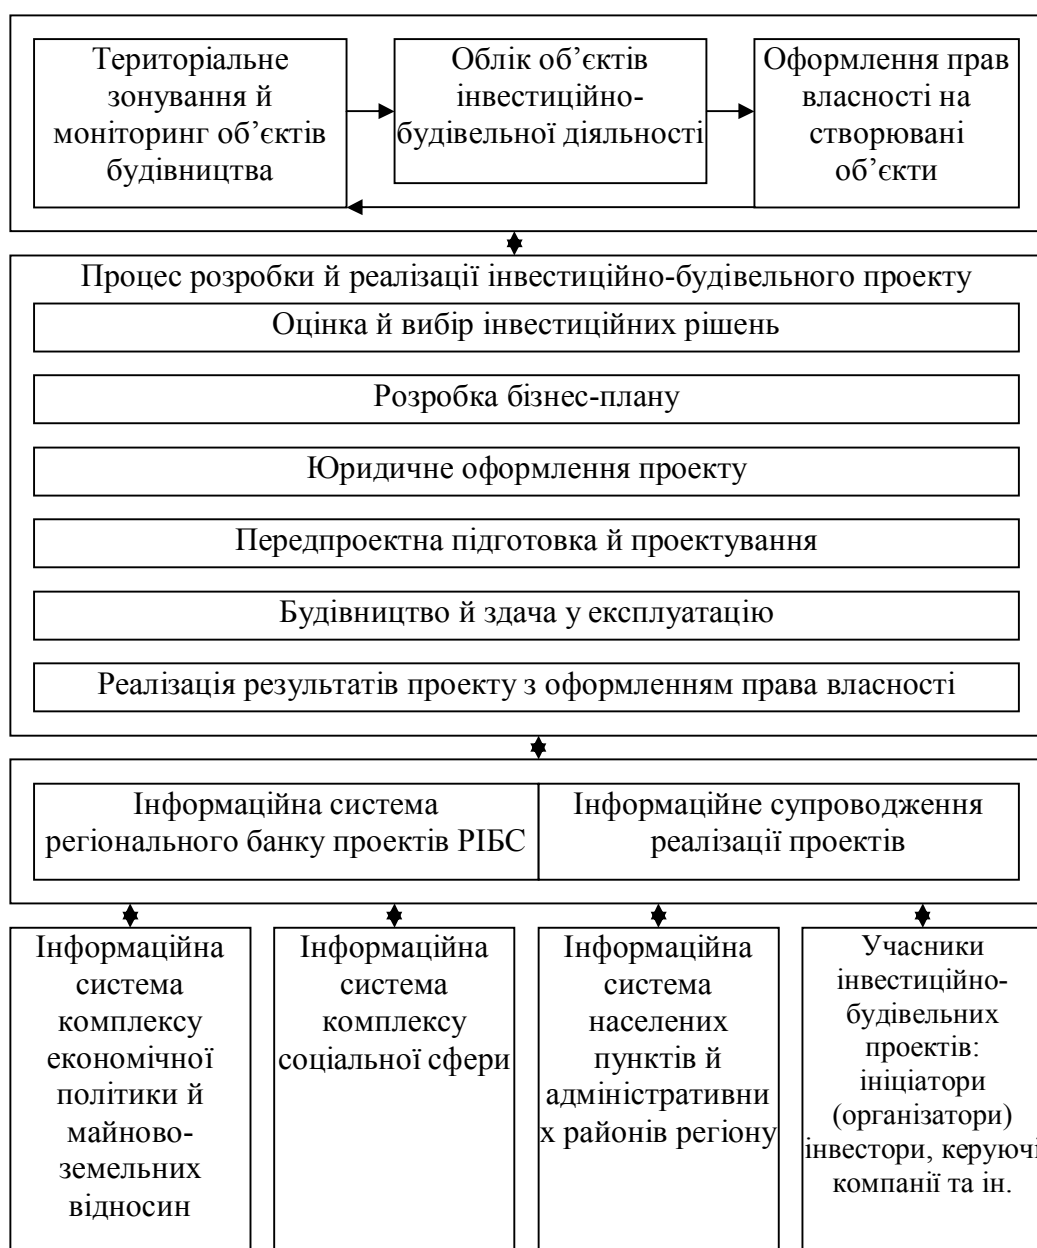 Територіальне
зонування й
моніторинг об’єктів
будівництва
Облік об’єктів
інвестиційно-
будівельної діяльності
Оформлення прав
власності на
створювані
об’єкти
Процес розробки й реалізації інвестиційно-будівельного проекту
Оцінка й вибір інвестиційних рішень
Розробка бізнес-плану
Юридичне оформлення проекту
Передпроектна підготовка й проектування
Будівництво й здача у експлуатацію
Реалізація результатів проекту з оформленням права власності
Інформаційна система
регіонального банку проектів РІБС
Інформаційне супроводження
реалізації проектів
Інформаційна
система
комплексу
економічної
політики й
майново-
земельних
відносин
Інформаційна
система
комплексу
соціальної сфери
Інформаційна
система
населених
пунктів й
адміністративни
х районів регіону
Учасники
інвестиційно-
будівельних
проектів:
ініціатори
(організатори)
інвестори, керуючі
компанії та ін.